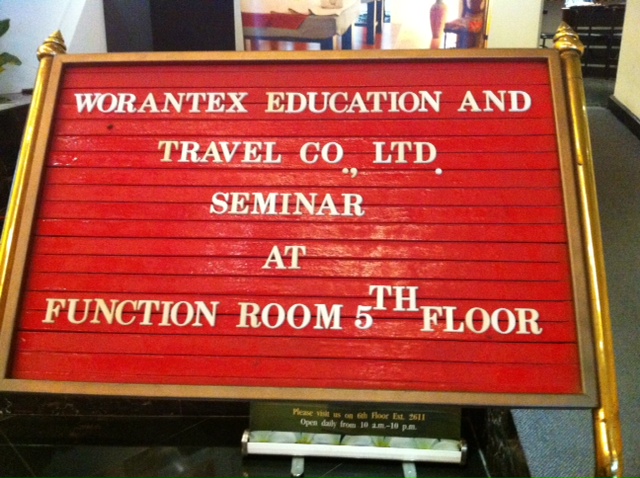 WORANTEX EDUCATION AND
TRAVEL CO., LTD.
SEMINAR
AT
FUNCTION ROOM 5TH FLOOR
Please visit us on 6th Floor Ext. 2611
Open daily from 10 a.m.-10 p.m.